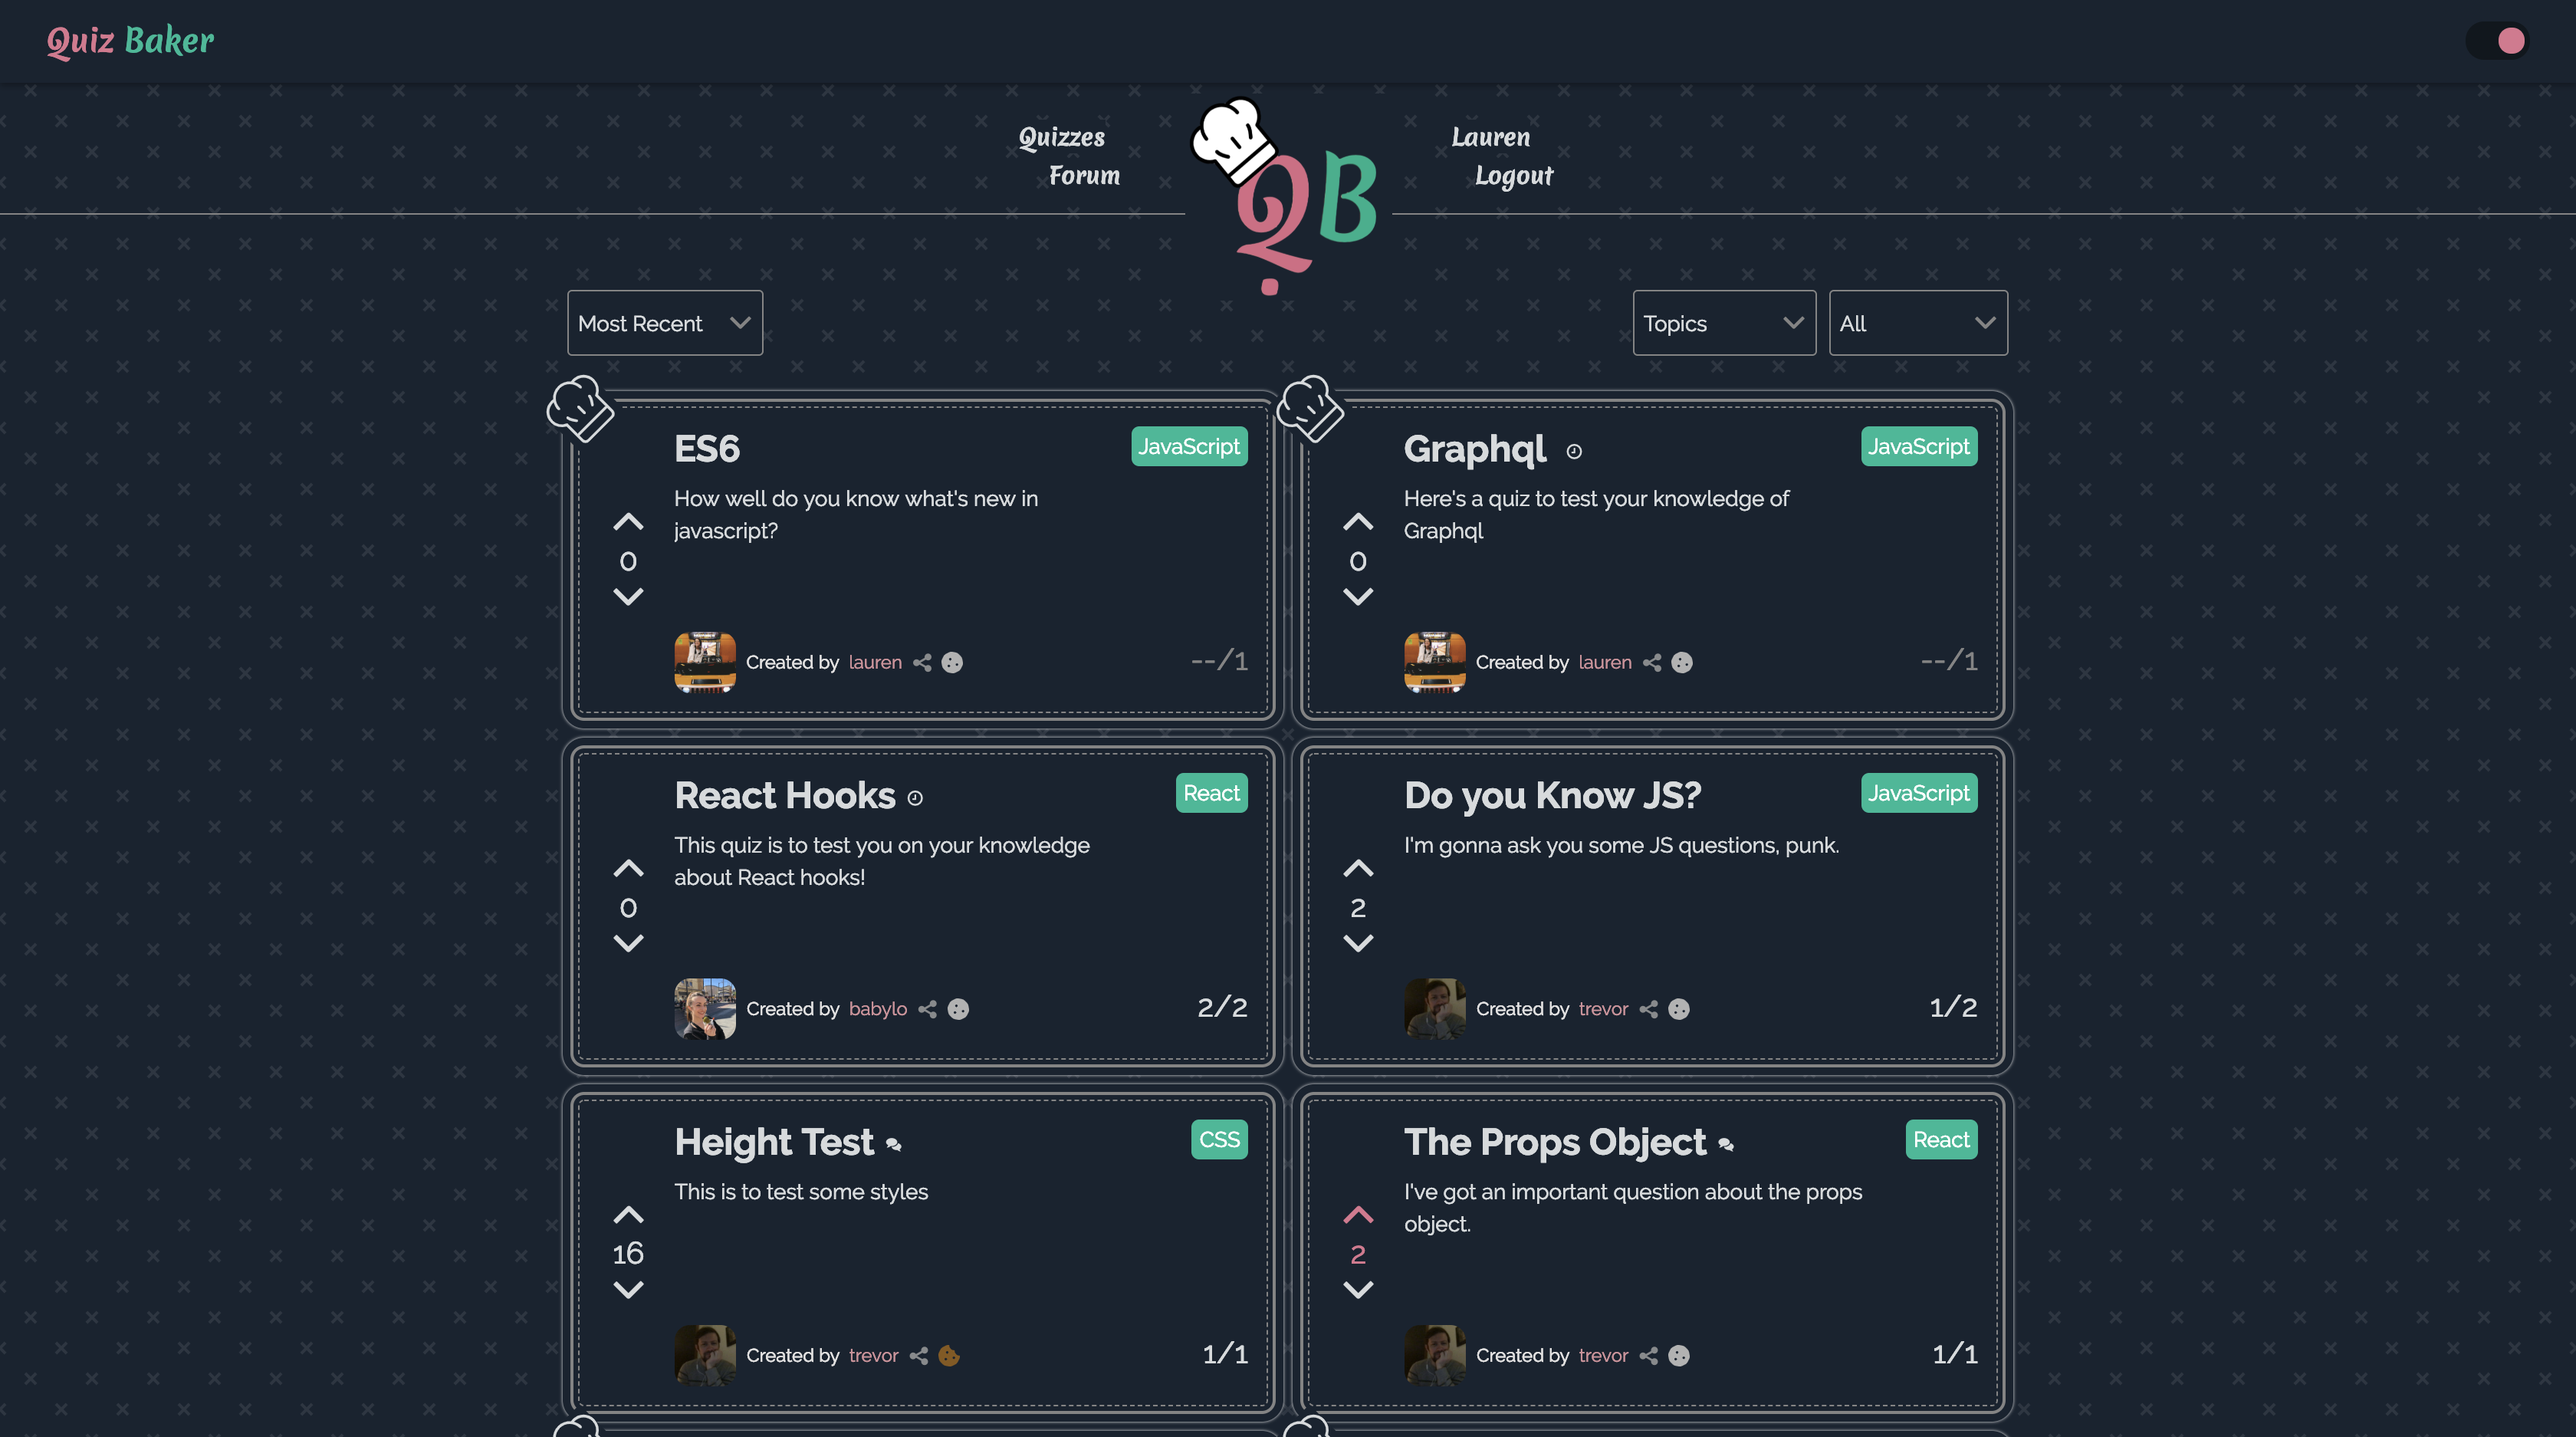 Quiz Baker
Quizzes
Forum
QB
Lauren
Logout
Most Recent
Topics
All
ES6
JavaScript
How well do you know what's new in
javascript?
0
Created by lauren
--/1
Graphql
JavaScript
Here's a quiz to test your knowledge of
Graphql
0
Created by lauren
--/1
React Hooks
React
This quiz is to test you on your knowledge
about React hooks!
0
Created by babylo
2/2
Do you Know JS?
JavaScript
I'm gonna ask you some JS questions, punk.
2
Created by trevor
1/2
Height Test
CSS
This is to test some styles
16
Created by trevor
1/1
The Props Object
React
I've got an important question about the props
object.
2
Created by trevor
1/1